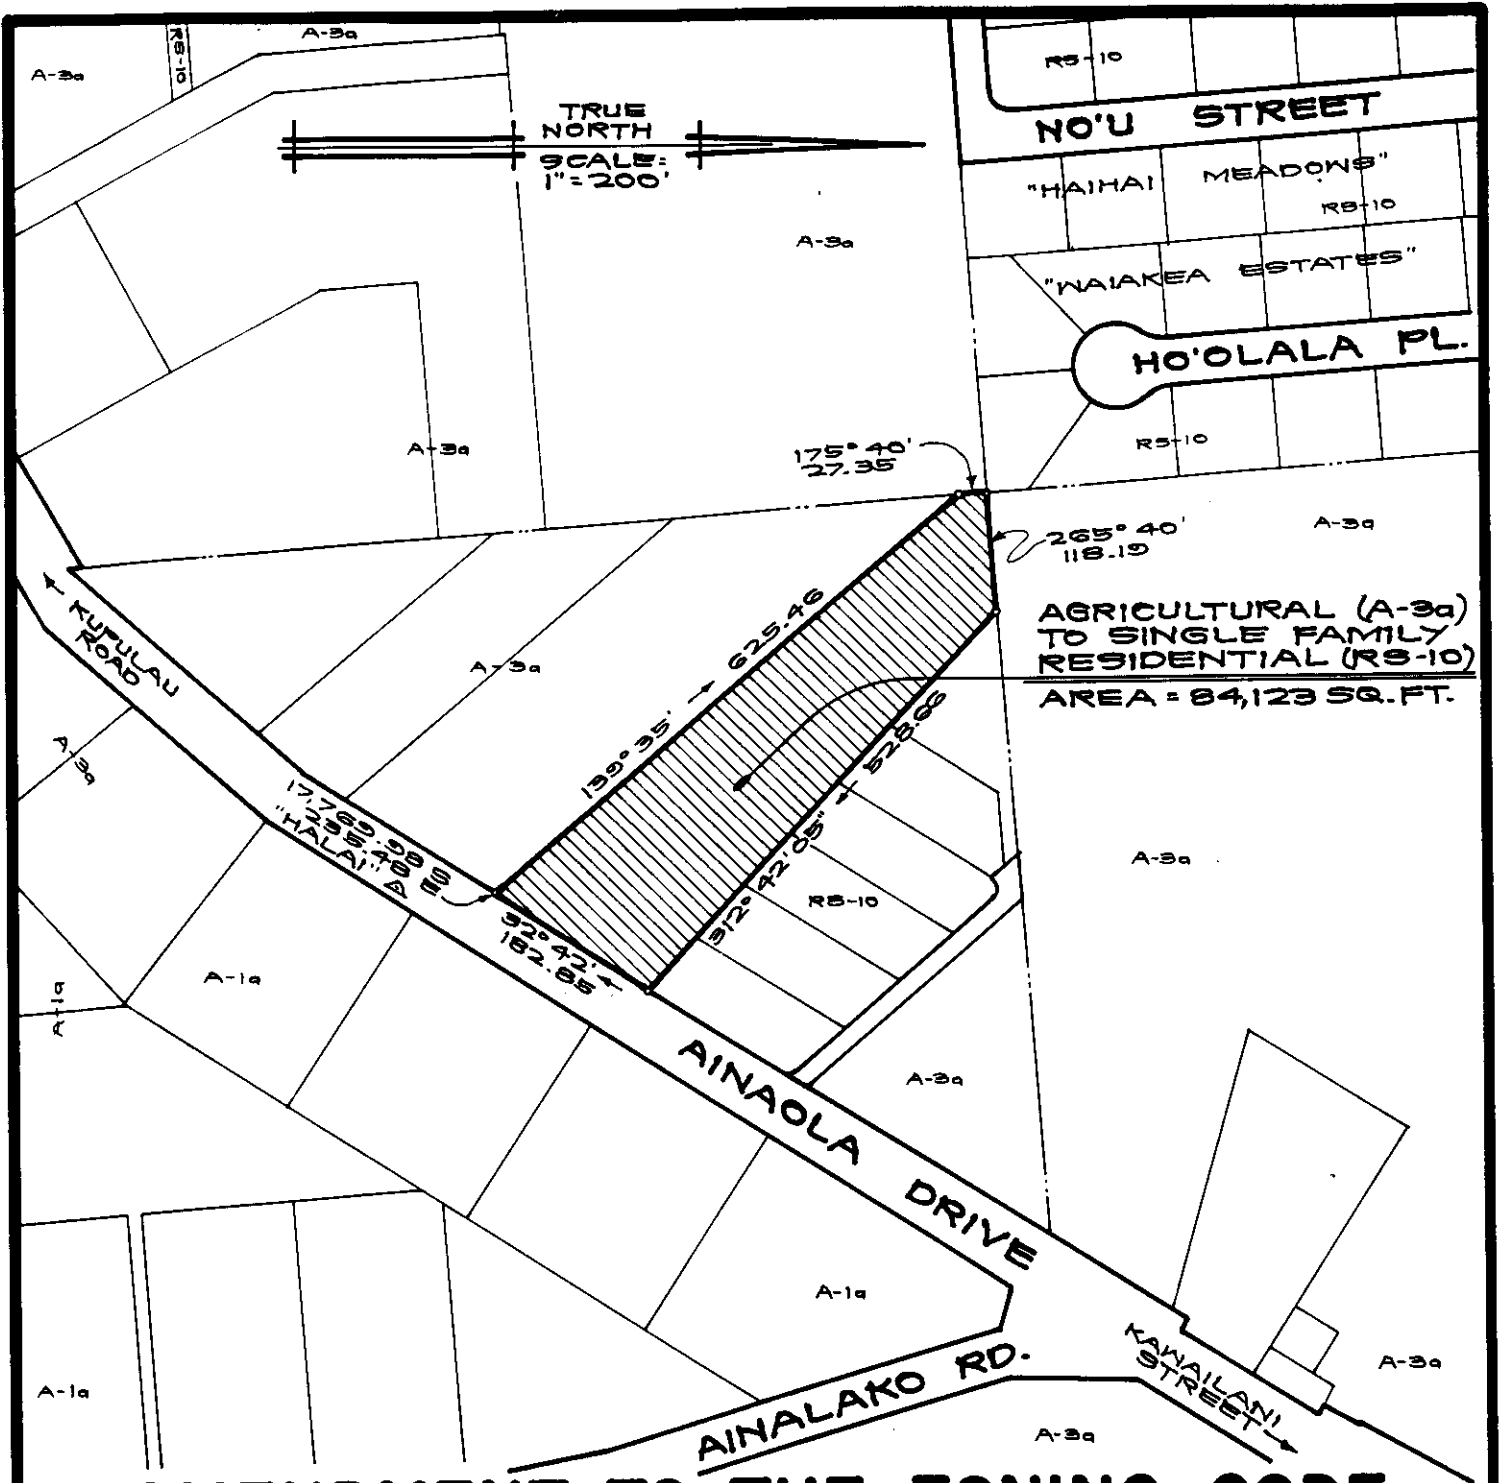 A-3a
RS-10
A-3a
RS-10
NO'U STREET
TRUE
NORTH
SCALE:
1"=200'
"HAIHAI MEADOWS"
RS-10
A-3a
"WAIAKEA ESTATES"
HO'OLALA PL.
A-3a
RS-10
175° 40'
27.35
265° 40'
118.19
A-3a
AGRICULTURAL (A-3a)
TO SINGLE FAMILY
RESIDENTIAL (RS-10)
AREA = 84,123 SQ. FT.
KUPULAU
ROAD
A-3a
139° 35' 625.46
312° 42' 05" 528.66
A-3a
17,769.98 S
235.48 E
"HALAI"
32° 42'
182.85
RS-10
A-3a
A-1a
A-1a
AINAOLA DRIVE
A-3a
A-1a
A-1a
AINALAKO RD.
KAWAILANI
STREET
A-3a
A-3a